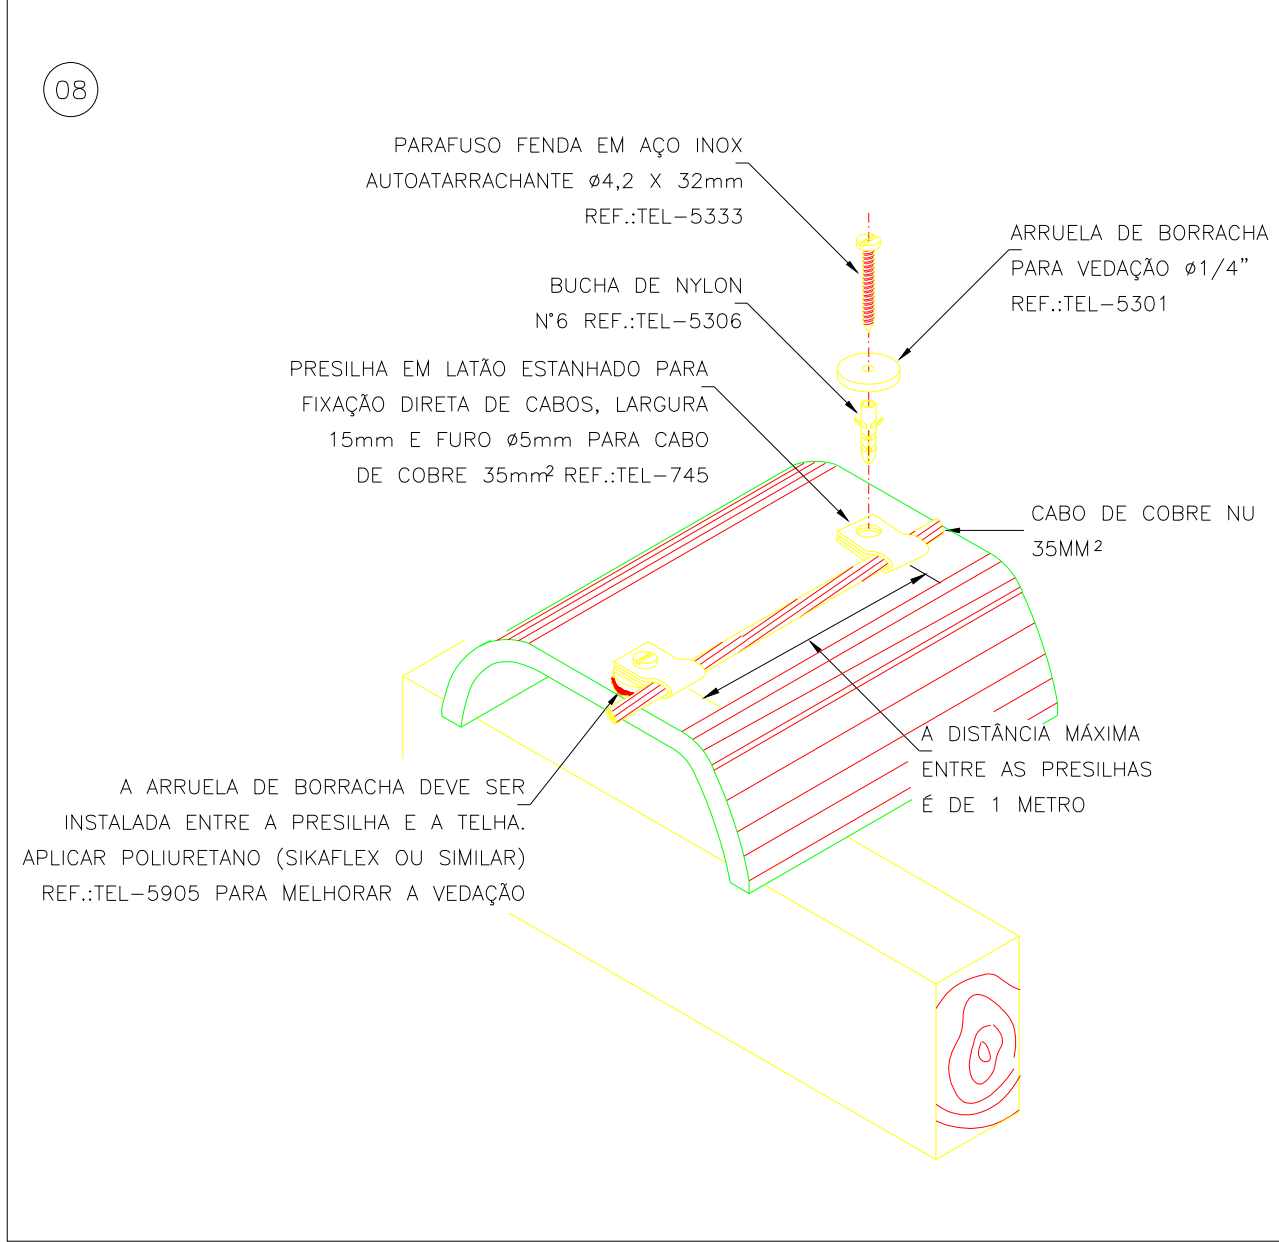 08
PARAFUSO FENDA EM AÇO INOX
AUTOATARRACHANTE ø4,2 X 32mm
REF.:TEL-5333
ARRUELA DE BORRACHA
PARA VEDAÇÃO ø1/4”
REF.:TEL-5301
BUCHA DE NYLON
N°6 REF.:TEL-5306
PRESILHA EM LATÃO ESTANHADO PARA
FIXAÇÃO DIRETA DE CABOS, LARGURA
15mm E FURO ø5mm PARA CABO
DE COBRE 35mm² REF.:TEL-745
CABO DE COBRE NU
35MM²
A DISTÂNCIA MÁXIMA
ENTRE AS PRESILHAS
É DE 1 METRO
A ARRUELA DE BORRACHA DEVE SER
INSTALADA ENTRE A PRESILHA E A TELHA.
APLICAR POLIURETANO (SIKAFLEX OU SIMILAR)
REF.:TEL-5905 PARA MELHORAR A VEDAÇÃO